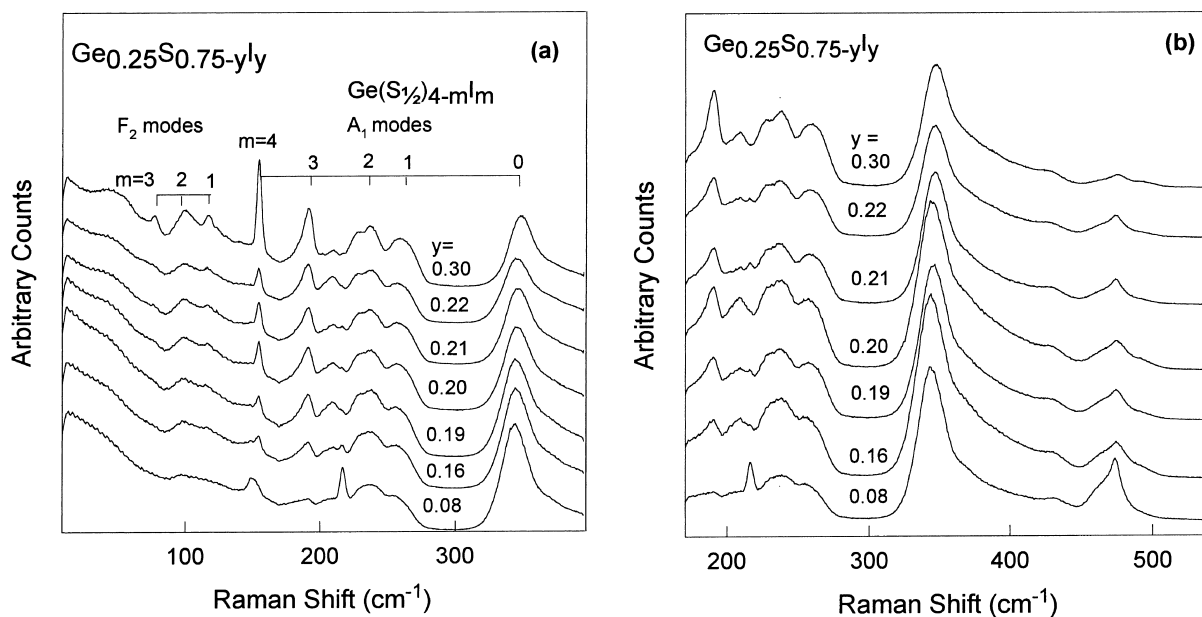 Ge0.25S0.75-yIy
(a)
Ge(S½)4-mIm
F2 modes
m=4
A1 modes
3 2 1 0
m=3 2 1
y=
0.30
0.22
0.21
0.20
0.19
0.16
0.08
Arbitrary Counts
100 200 300
Raman Shift (cm-1)
Ge0.25S0.75-yIy
(b)
y =
0.30
0.22
0.21
0.20
0.19
0.16
0.08
Arbitrary Counts
200 300 400 500
Raman Shift (cm-1)